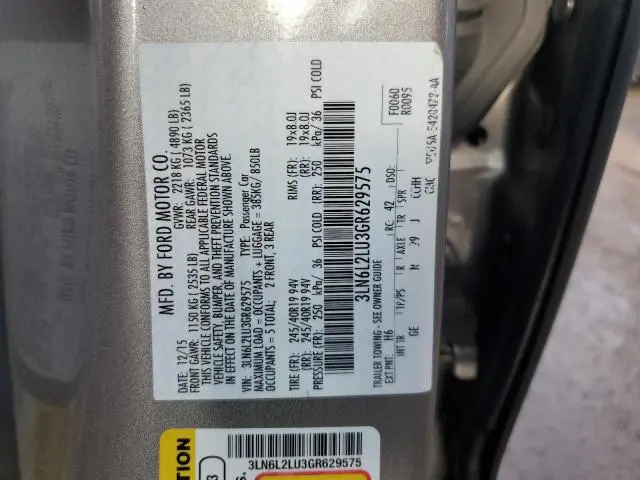 MFD. BY FORD MOTOR CO.
DATE: 12/15 GVWR: 2218 KG ( 4890 LB)
FRONT GAWR: 1150 KG ( 2535 LB) REAR GAWR: 1073 KG ( 2365 LB)
THIS VEHICLE CONFORMS TO ALL APPLICABLE FEDERAL MOTOR
VEHICLE SAFETY, BUMPER, AND THEFT PREVENTION STANDARDS
IN EFFECT ON THE DATE OF MANUFACTURE SHOWN ABOVE.
VIN: 3LN6L2LU3GR629575 TYPE: Passenger Car
MAXIMUM LOAD = OCCUPANTS + LUGGAGE = 385KG/ 850LB
OCCUPANTS = 5 TOTAL: 2 FRONT, 3 REAR
TIRE (FR): 245/40R19 94V RIMS (FR): 19x8.0J
(RR): 245/40R19 94V (RR): 19x8.0J
PRESSURE(FR): 250 kPa/ 36 PSI COLD (RR): 250 kPa/ 36 PSI COLD
3LN6L2LU3GR629575
F0060
R0095
TRAILER TOWING - SEE OWNER GUIDE
EXT PNT: H6 RC: 42 DSO:
INT TR TP/PS R AXLE TR SPR
GE 39 J
3LN6L2LU3GR629575